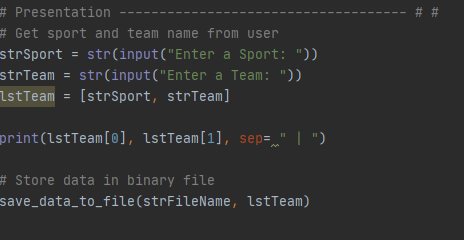 # Presentation ------------------------------------ # #
# Get sport and team name from user
strSport = str(input("Enter a Sport: "))
strTeam = str(input("Enter a Team: "))
lstTeam = [strSport, strTeam]
print(lstTeam[0], lstTeam[1], sep= " | ")
# Store data in binary file
save_data_to_file(strFileName, lstTeam)